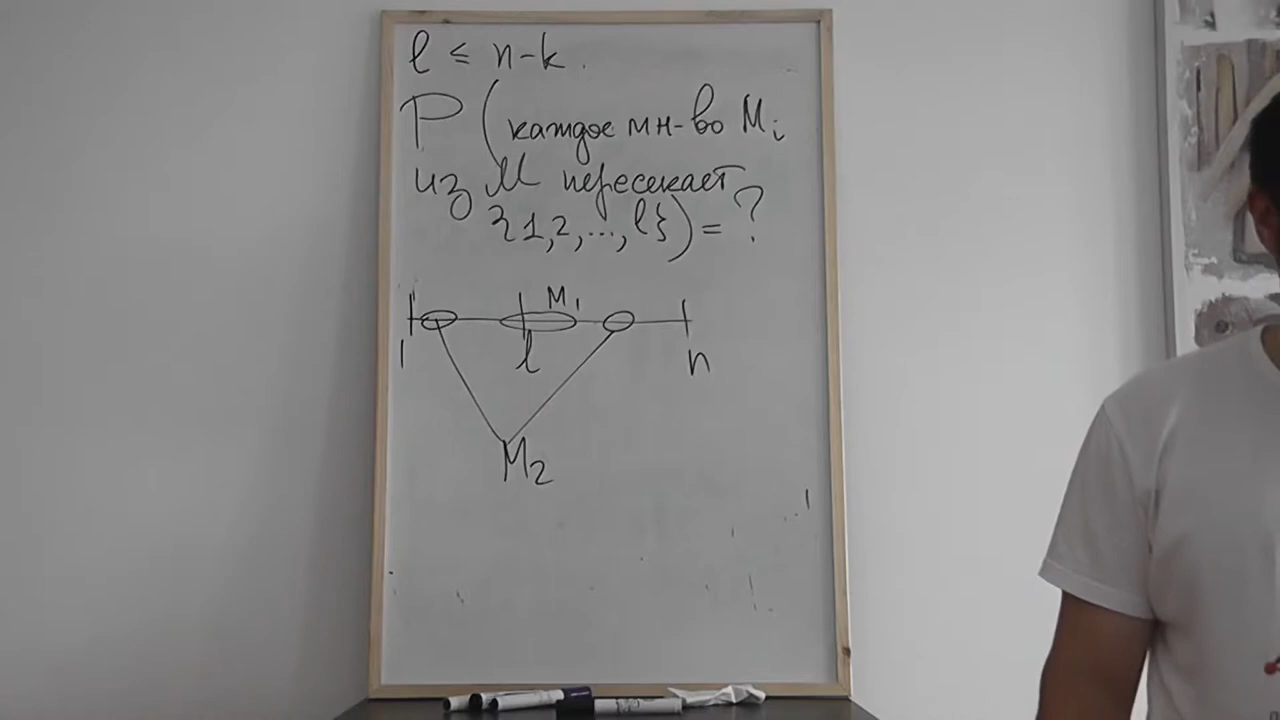 l ≤ n-k.
P (каждое мн-во Mᵢ
из M пересекает
{1,2,...,l}) = ?
M₁
1 l n
M₂